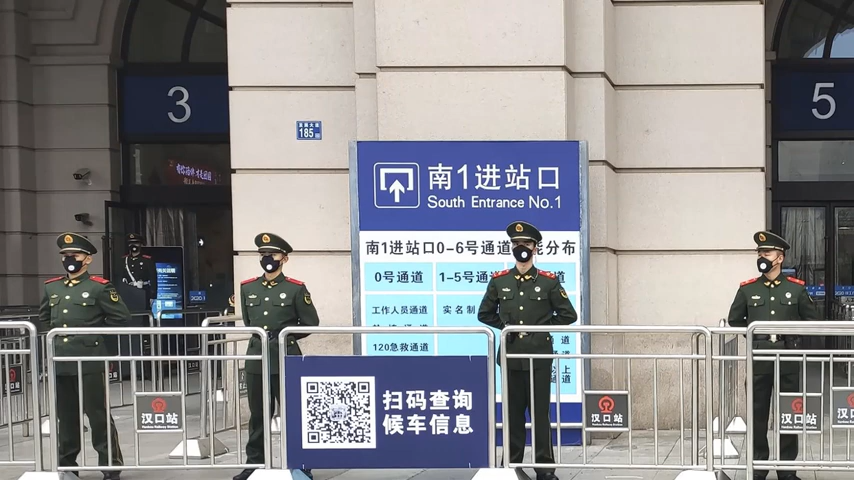 3
185
5
南1进站口
South Entrance No.1
南1进站口0-6号通道 能分布
0号通道
1-5号通
道
工作人员通道
实名制
通道
120急救通道
扫码查询
候车信息
汉口站
汉口站
汉口站